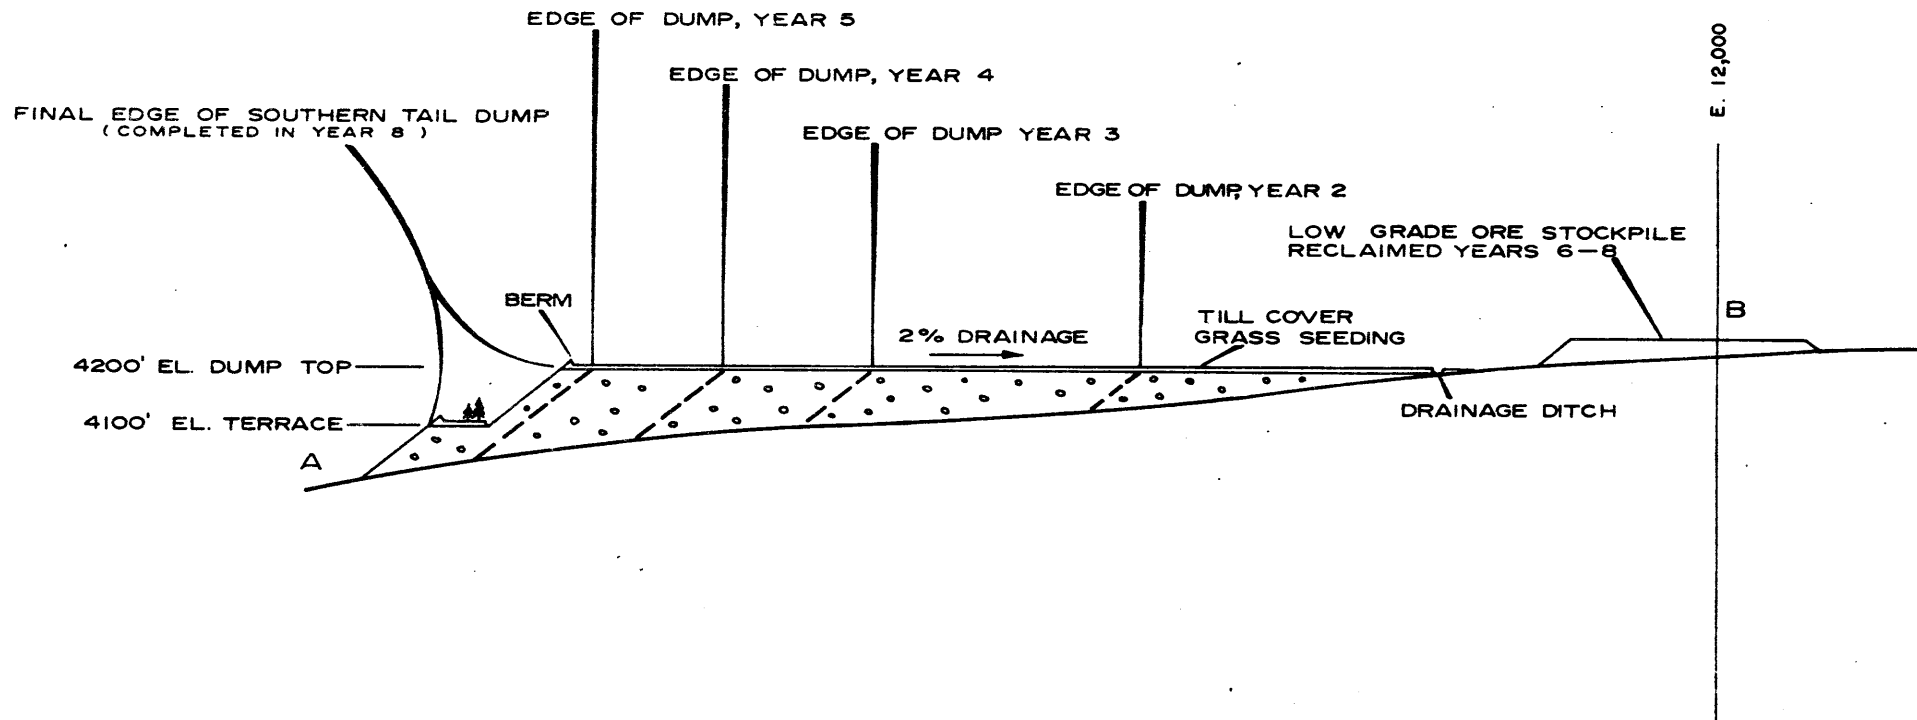 EDGE OF DUMP, YEAR 5
EDGE OF DUMP, YEAR 4
FINAL EDGE OF SOUTHERN TAIL DUMP
(COMPLETED IN YEAR 8)
EDGE OF DUMP YEAR 3
EDGE OF DUMP, YEAR 2
E. 12,000
LOW GRADE ORE STOCKPILE
RECLAIMED YEARS 6-8
BERM
B
2% DRAINAGE
TILL COVER
GRASS SEEDING
4200' EL. DUMP TOP
4100' EL. TERRACE
DRAINAGE DITCH
A